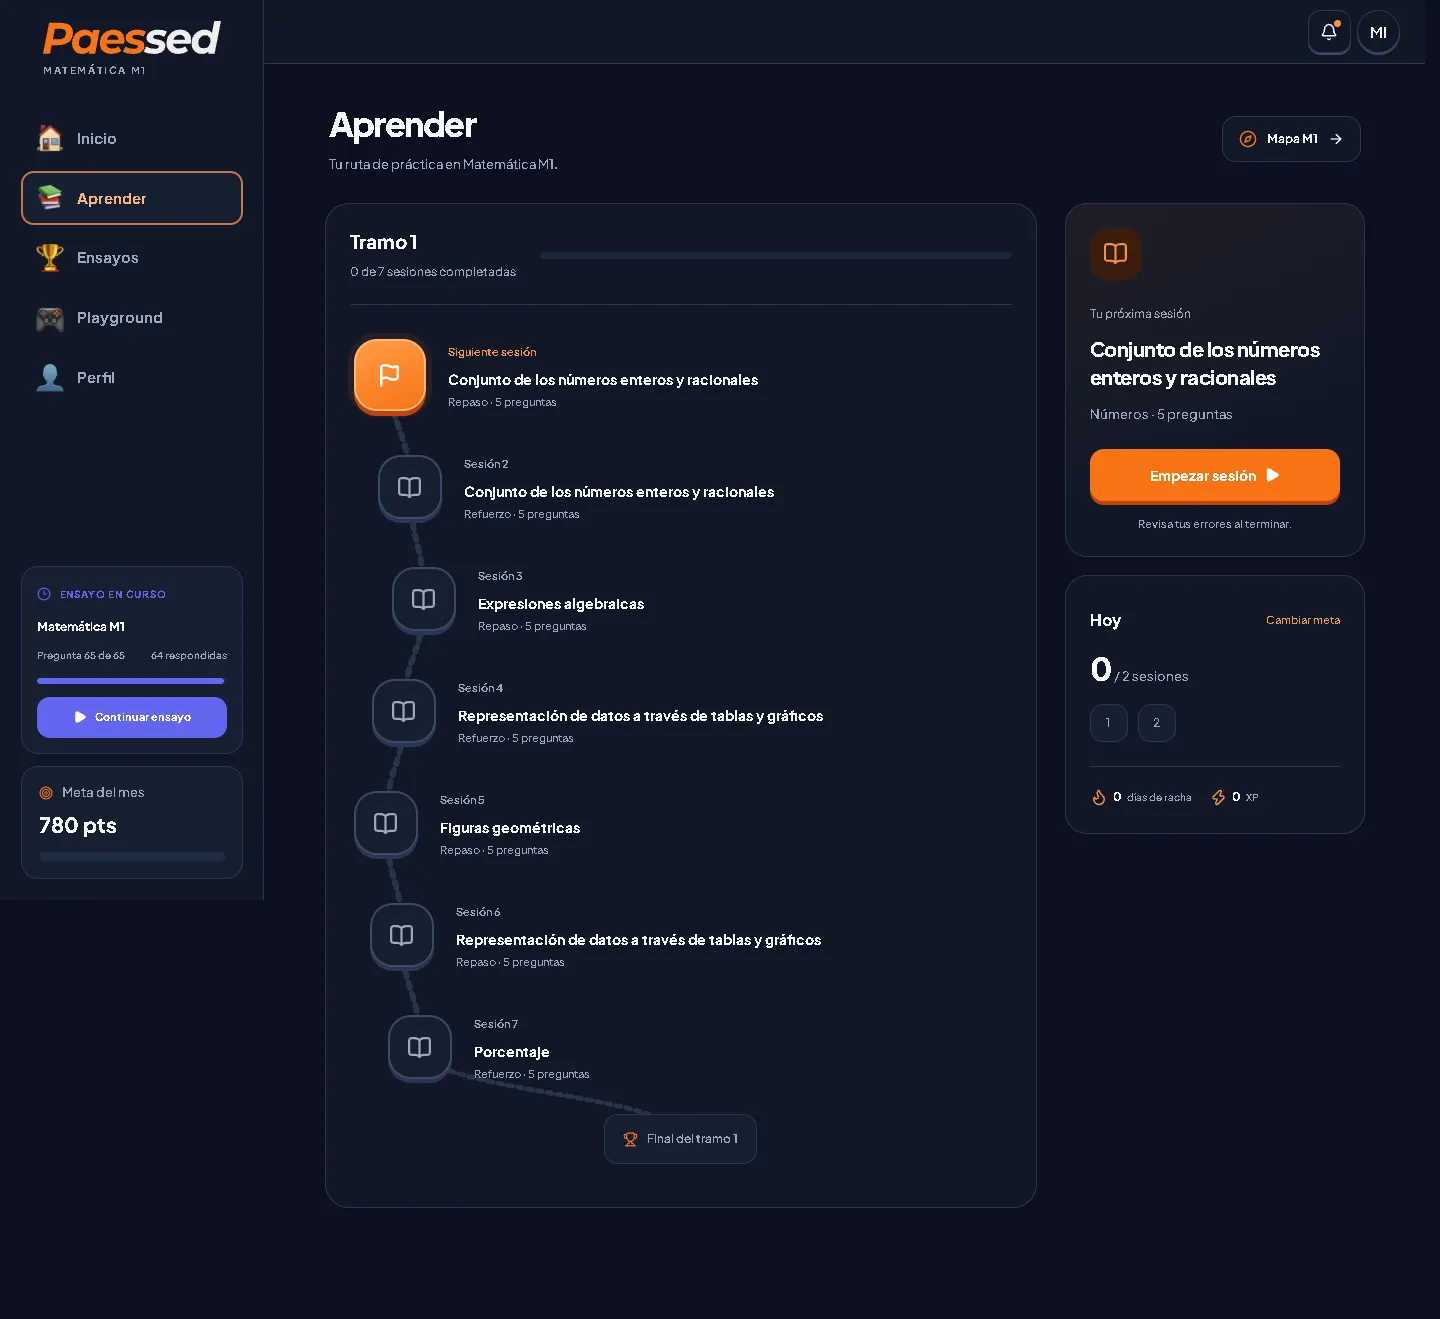 Paessed
MATEMÁTICA M1
Inicio
Aprender
Ensayos
Playground
Perfil
ENSAYO EN CURSO
Matemática M1
Pregunta 65 de 65
64 respondidas
Continuar ensayo
Meta del mes
780 pts
MI
Aprender
Tu ruta de práctica en Matemática M1.
Mapa M1
Tramo 1
0 de 7 sesiones completadas
Siguiente sesión
Conjunto de los números enteros y racionales
Repaso · 5 preguntas
Sesión 2
Conjunto de los números enteros y racionales
Refuerzo · 5 preguntas
Sesión 3
Expresiones algebraicas
Repaso · 5 preguntas
Sesión 4
Representación de datos a través de tablas y gráficos
Refuerzo · 5 preguntas
Sesión 5
Figuras geométricas
Repaso · 5 preguntas
Sesión 6
Representación de datos a través de tablas y gráficos
Repaso · 5 preguntas
Sesión 7
Porcentaje
Refuerzo · 5 preguntas
Final del tramo 1
Tu próxima sesión
Conjunto de los números
enteros y racionales
Números · 5 preguntas
Empezar sesión
Revisa tus errores al terminar.
Hoy
Cambiar meta
0 / 2 sesiones
1
2
0 días de racha
0 XP